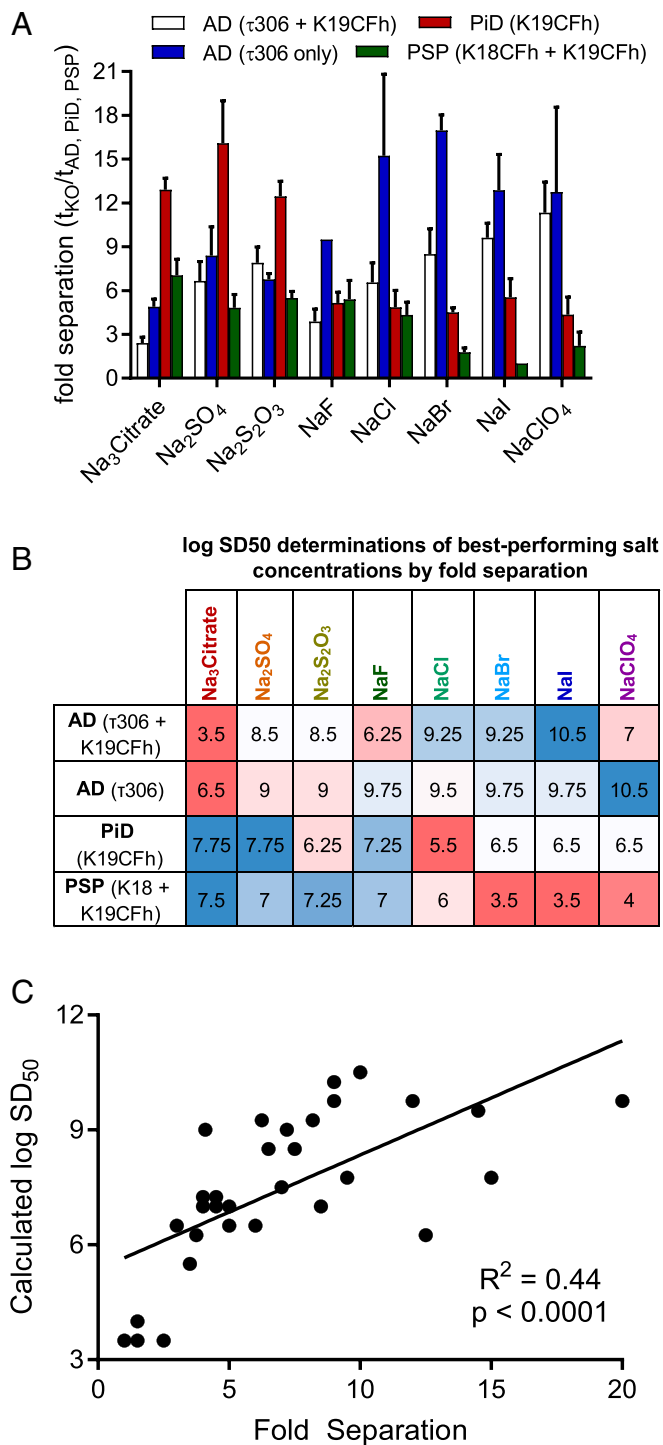 A
AD (τ306 + K19CFh)
PiD (K19CFh)
AD (τ306 only)
PSP (K18CFh + K19CFh)
fold separation (tKO/tAD, PiD, PSP)
21
18
15
12
9
6
3
0
Na3Citrate
Na2SO4
Na2S2O3
NaF
NaCl
NaBr
NaI
NaClO4
B
log SD50 determinations of best-performing salt
concentrations by fold separation
Na3Citrate
Na2SO4
Na2S2O3
NaF
NaCl
NaBr
NaI
NaClO4
AD (τ306 +
K19CFh)
3.5 8.5 8.5 6.25 9.25 9.25 10.5 7
AD (τ306)
6.5 9 9 9.75 9.5 9.75 9.75 10.5
PiD
(K19CFh)
7.75 7.75 6.25 7.25 5.5 6.5 6.5 6.5
PSP (K18 +
K19CFh)
7.5 7 7.25 7 6 3.5 3.5 4
C
Calculated log SD50
12
9
6
3
R2 = 0.44
p < 0.0001
0 5 10 15 20
Fold Separation